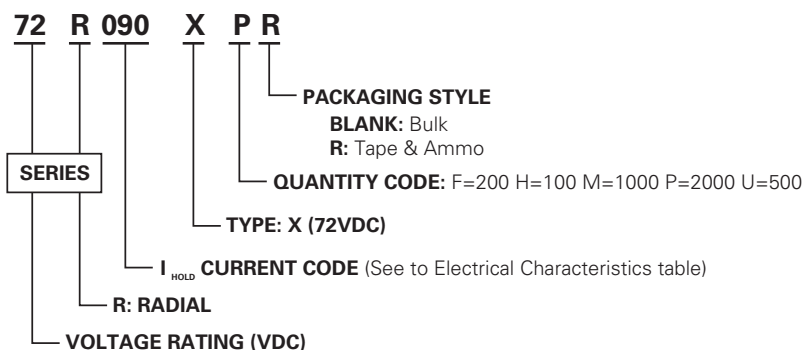 72 R 090 X P R
PACKAGING STYLE
BLANK: Bulk
R: Tape & Ammo
SERIES
QUANTITY CODE: F=200 H=100 M=1000 P=2000 U=500
TYPE: X (72VDC)
I HOLD CURRENT CODE (See to Electrical Characteristics table)
R: RADIAL
VOLTAGE RATING (VDC)